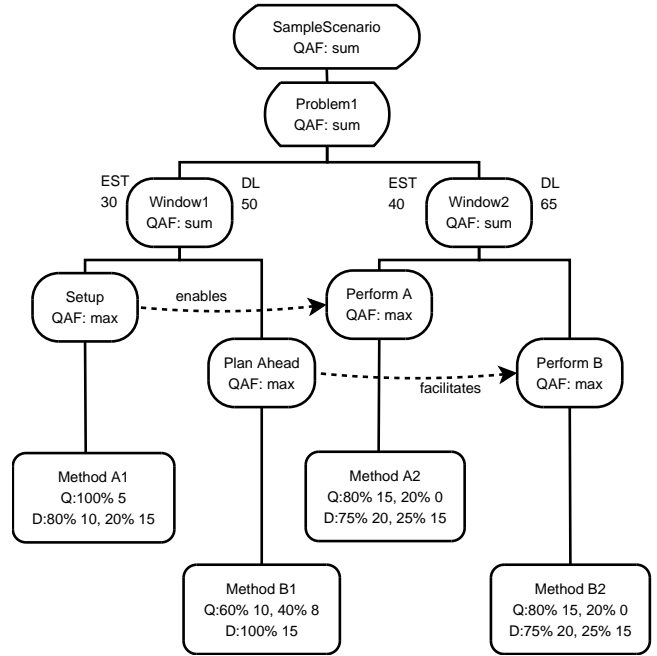 SampleScenario
QAF: sum
Problem1
QAF: sum
EST
30
Window1
QAF: sum
DL
50
EST
40
Window2
QAF: sum
DL
65
Setup
QAF: max
enables
Perform A
QAF: max
Plan Ahead
QAF: max
facilitates
Perform B
QAF: max
Method A1
Q:100% 5
D:80% 10, 20% 15
Method A2
Q:80% 15, 20% 0
D:75% 20, 25% 15
Method B1
Q:60% 10, 40% 8
D:100% 15
Method B2
Q:80% 15, 20% 0
D:75% 20, 25% 15